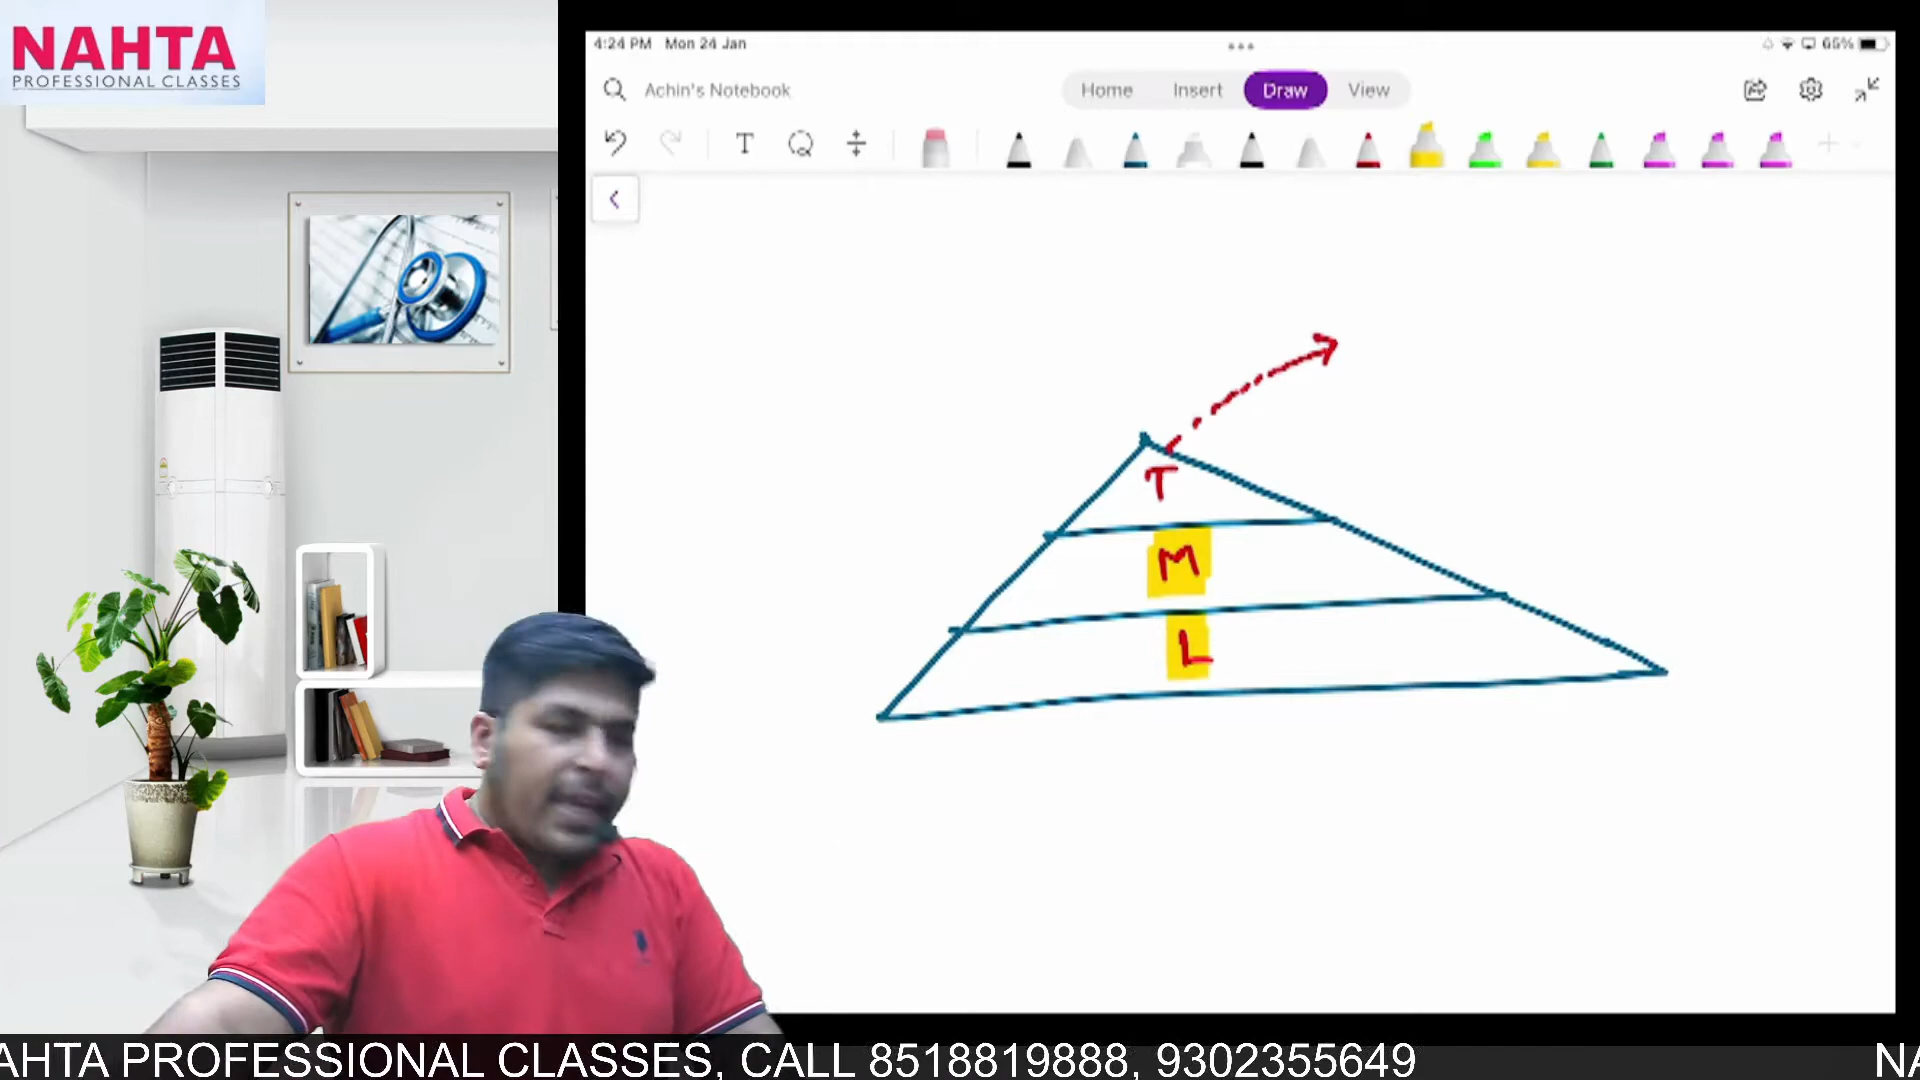 NAHTA
PROFESSIONAL CLASSES
4:24 PM Mon 24 Jan
65%
Achin's Notebook
Home Insert Draw View
T
T
M
L
AHTA PROFESSIONAL CLASSES, CALL 8518819888, 9302355649 NA